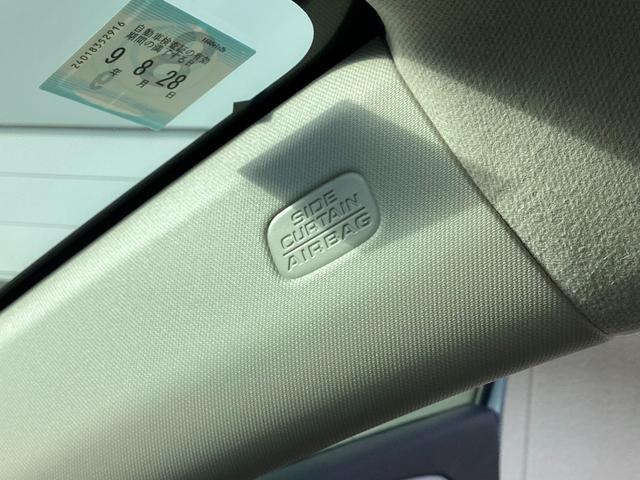 自動車検査証の有効
期間の満了する日
9 8 28
年 月 日
24018352916
SIDE
CURTAIN
AIRBAG